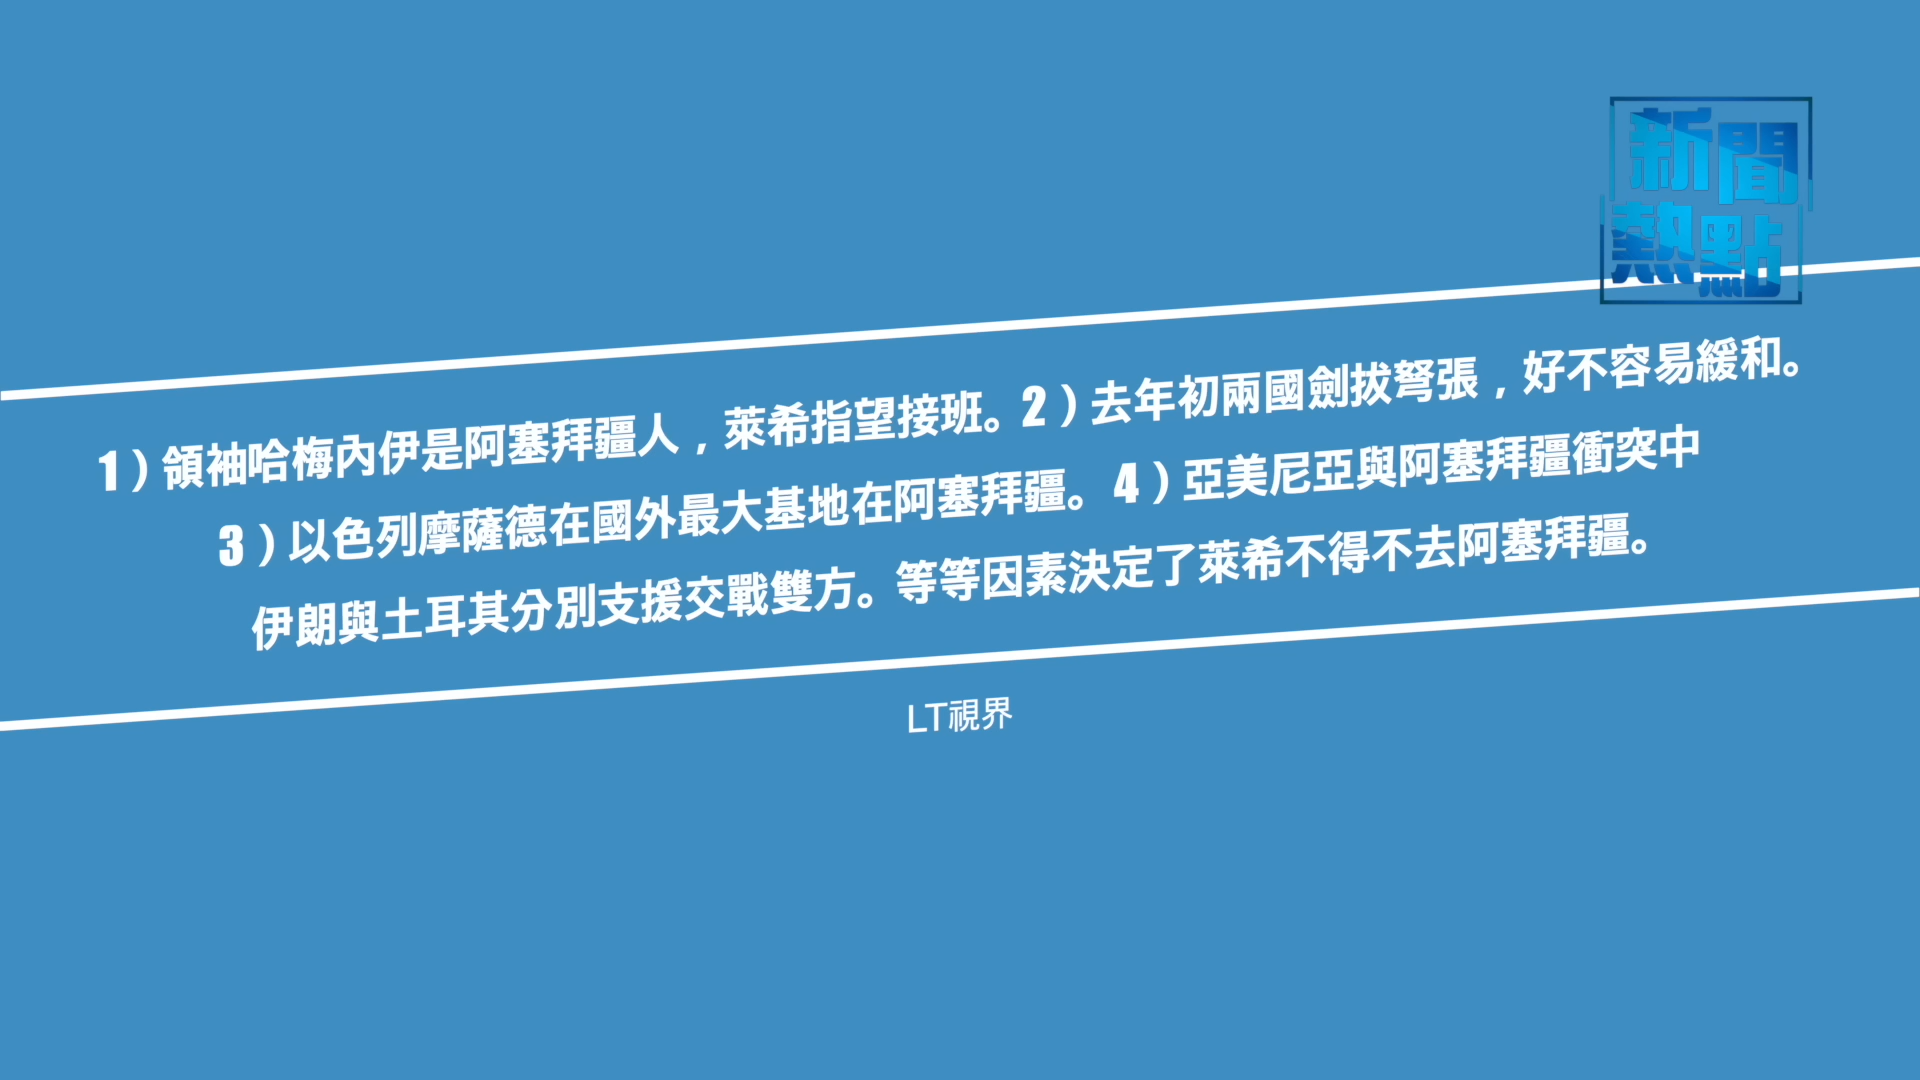 新聞
熱點
1）領袖哈梅內伊是阿塞拜疆人，萊希指望接班。2）去年初兩國劍拔弩張，好不容易緩和。
3）以色列摩薩德在國外最大基地在阿塞拜疆。4）亞美尼亞與阿塞拜疆衝突中
伊朗與土耳其分別支援交戰雙方。等等因素決定了萊希不得不去阿塞拜疆。
LT視界